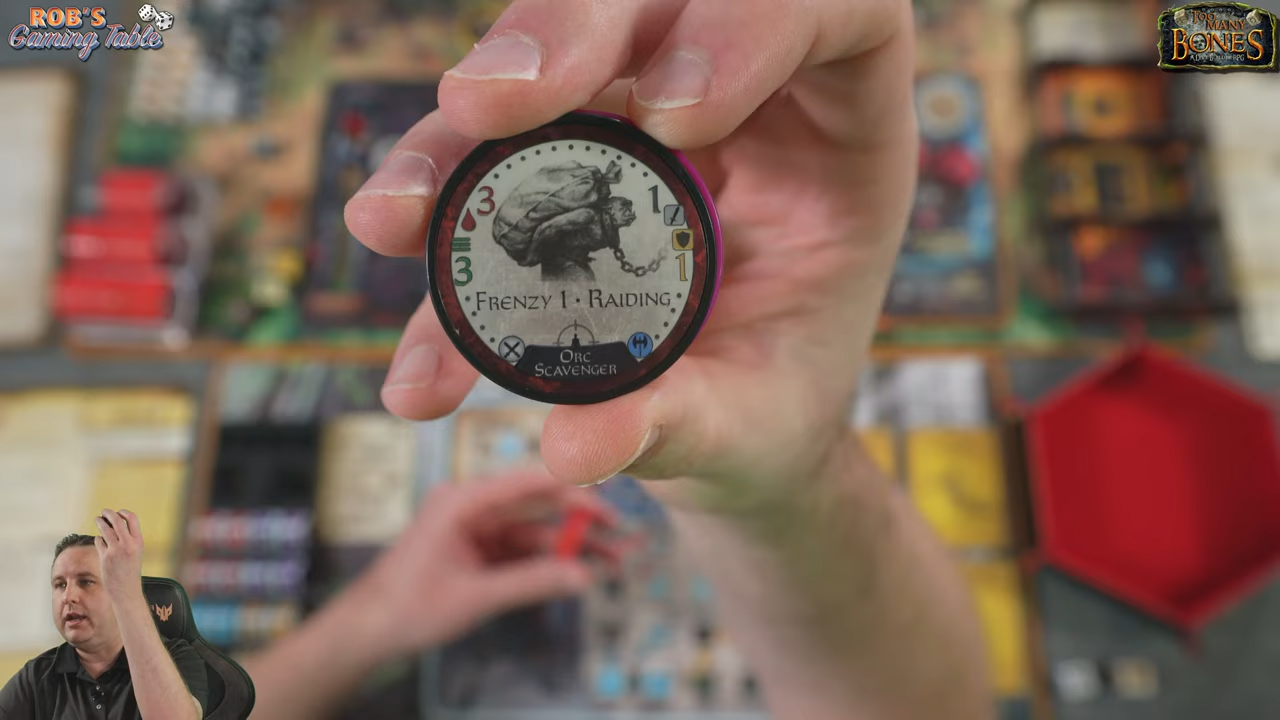 ROB'S
Gaming Table
TOO MANY
BONES
3
1
3
1
FRENZY 1 • RAIDING
ORC
SCAVENGER